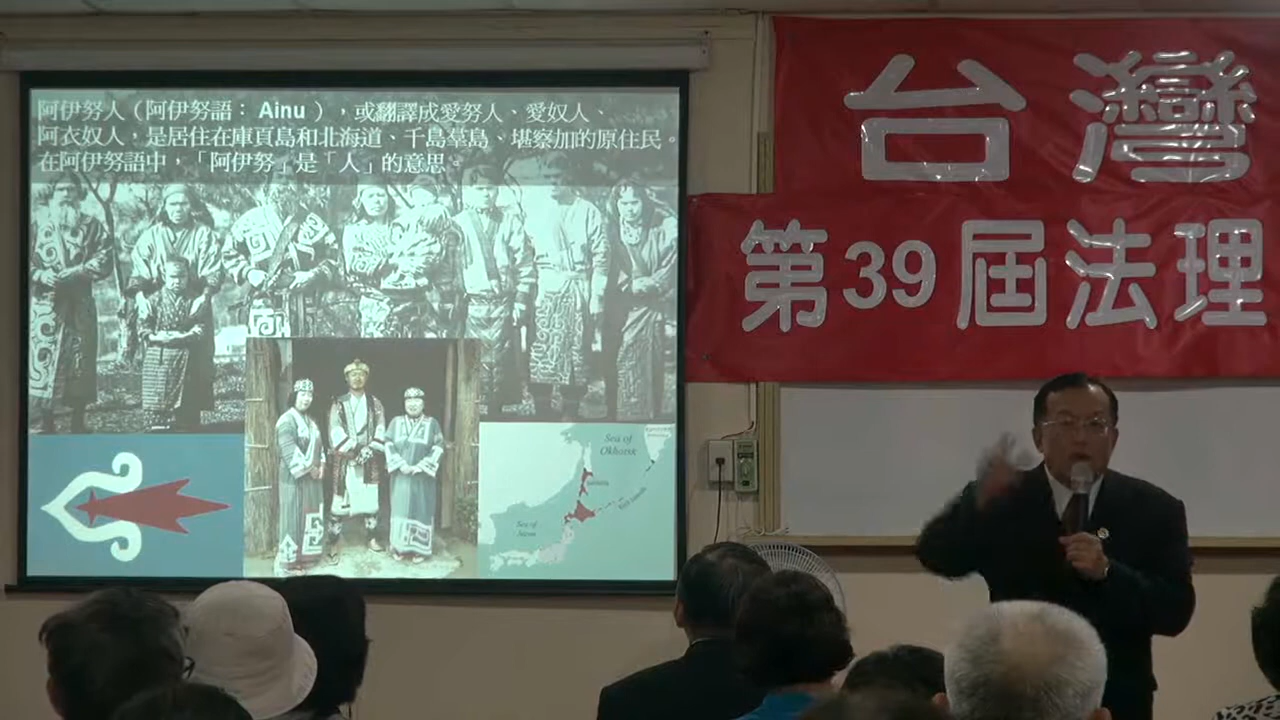 阿伊努人（阿伊努語： Ainu ），或翻譯成愛努人、愛奴人、
阿衣奴人，是居住在庫頁島和北海道、千島羣島、堪察加的原住民。
在阿伊努語中，「阿伊努」是「人」的意思。
台灣
第39屆法理
Sea of
Okhotsk
Sea of